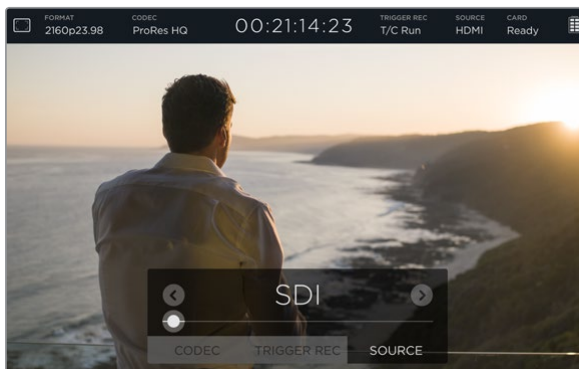 FORMAT CODEC TRIGGER REC SOURCE CARD
2160p23.98 ProRes HQ 00:21:14:23 T/C Run HDMI Ready
SDI
CODEC TRIGGER REC SOURCE